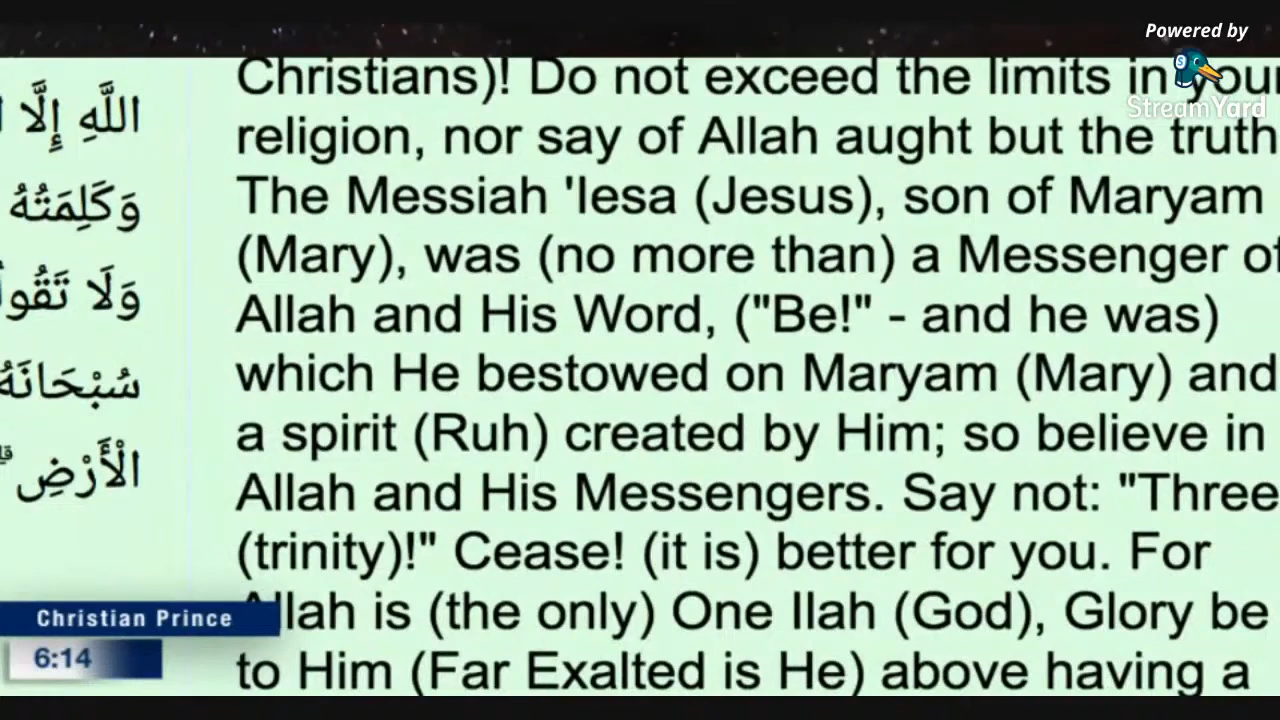 Powered by
StreamYard
Christians)! Do not exceed the limits in your
religion, nor say of Allah aught but the truth
The Messiah 'Iesa (Jesus), son of Maryam
(Mary), was (no more than) a Messenger of
Allah and His Word, ("Be!" - and he was)
which He bestowed on Maryam (Mary) and
a spirit (Ruh) created by Him; so believe in
Allah and His Messengers. Say not: "Three
(trinity)!" Cease! (it is) better for you. For
Allah is (the only) One Ilah (God), Glory be
to Him (Far Exalted is He) above having a
اللَّهِ إِلَّا
وَكَلِمَتُهُ
وَلَا
سُبْحَانَهُ
الْأَرْضِ
Christian Prince
6:14